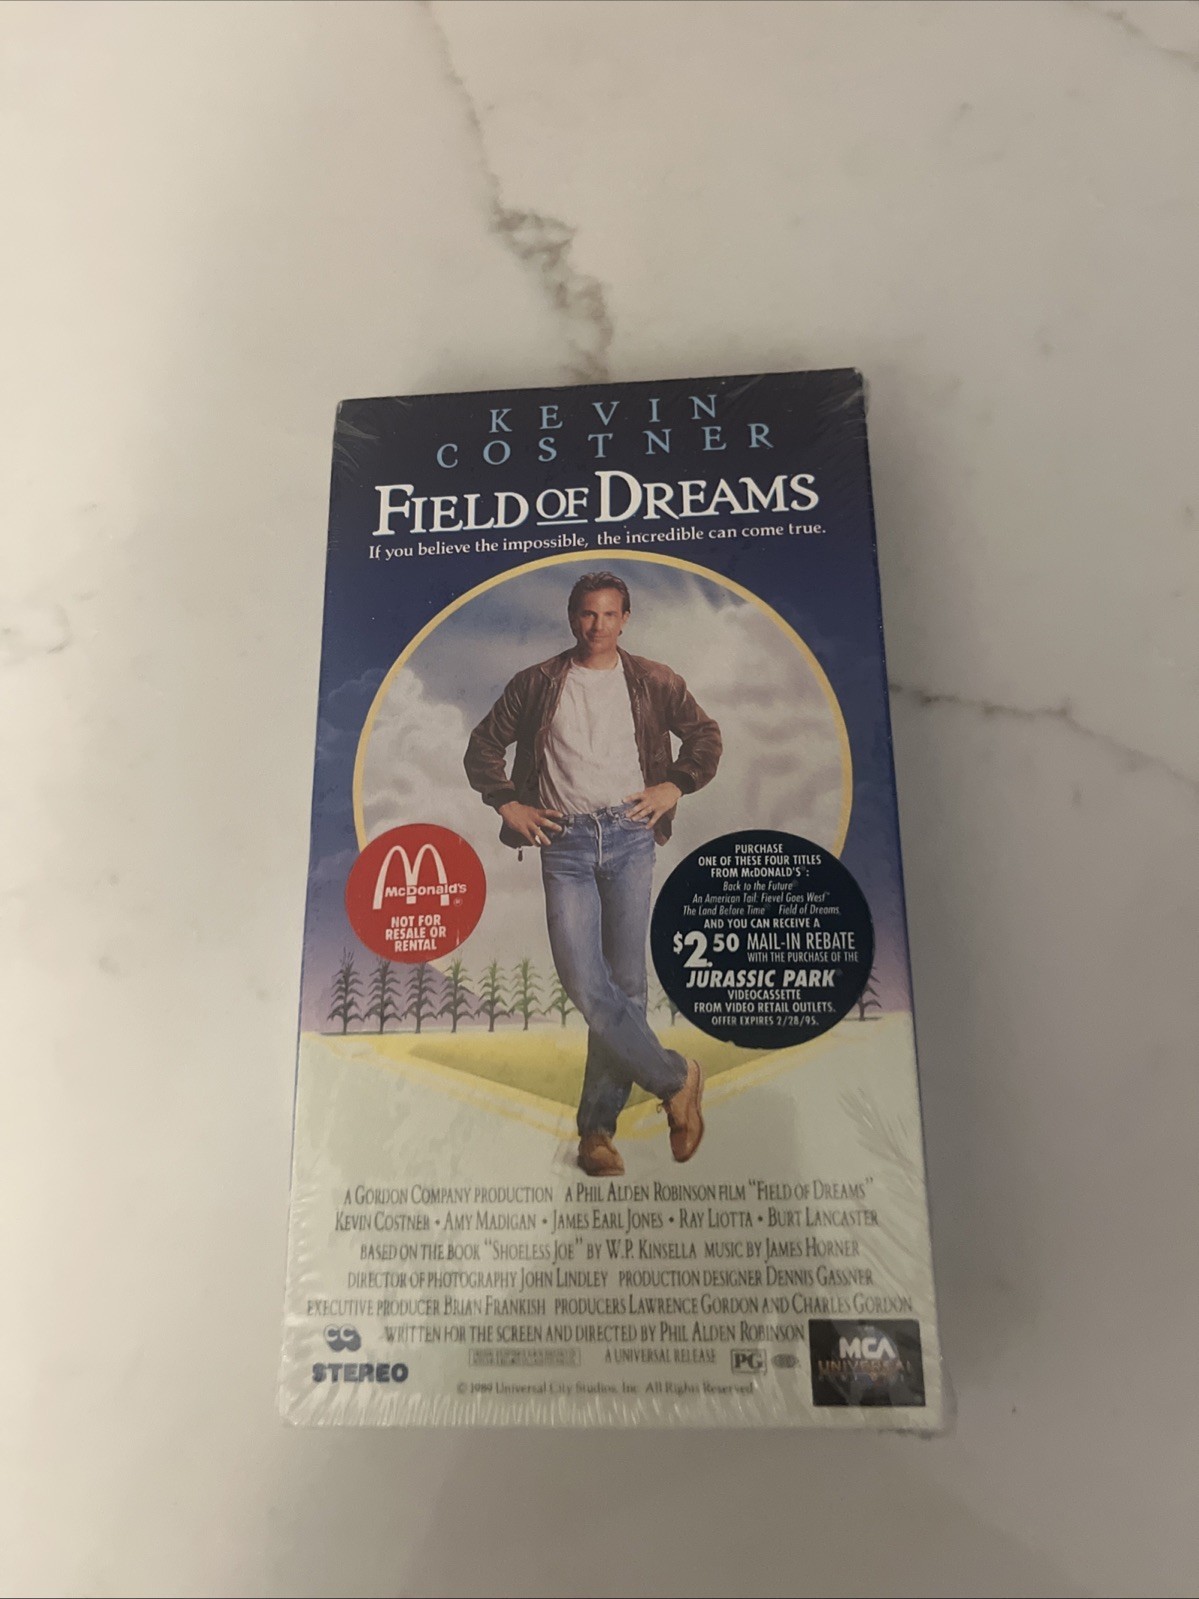 KEVIN
COSTNER
FIELD OF DREAMS
If you believe the impossible, the incredible can come true.
McDonald's
®
NOT FOR
RESALE OR
RENTAL
PURCHASE
ONE OF THESE FOUR TITLES
FROM McDONALD'S:
Back to the Future
An American Tail: Fievel Goes West
The Land Before Time Field of Dreams
AND YOU CAN RECEIVE A
$2.50 MAIL-IN REBATE
WITH THE PURCHASE OF THE
JURASSIC PARK
VIDEOCASSETTE
FROM VIDEO RETAIL OUTLETS.
OFFER EXPIRES 2/28/95.
A GORDON COMPANY PRODUCTION A PHIL ALDEN ROBINSON FILM "FIELD OF DREAMS"
KEVIN COSTNER • AMY MADIGAN • JAMES EARL JONES • RAY LIOTTA • BURT LANCASTER
BASED ON THE BOOK "SHOELESS JOE" BY W.P. KINSELLA MUSIC BY JAMES HORNER
DIRECTOR OF PHOTOGRAPHY JOHN LINDLEY PRODUCTION DESIGNER DENNIS GASSNER
EXECUTIVE PRODUCER BRIAN FRANKISH PRODUCERS LAWRENCE GORDON AND CHARLES GORDON
CC WRITTEN FOR THE SCREEN AND DIRECTED BY PHIL ALDEN ROBINSON
STEREO A UNIVERSAL RELEASE PG
© 1989 Universal City Studios, Inc. All Rights Reserved
MCA
UNIVERSAL